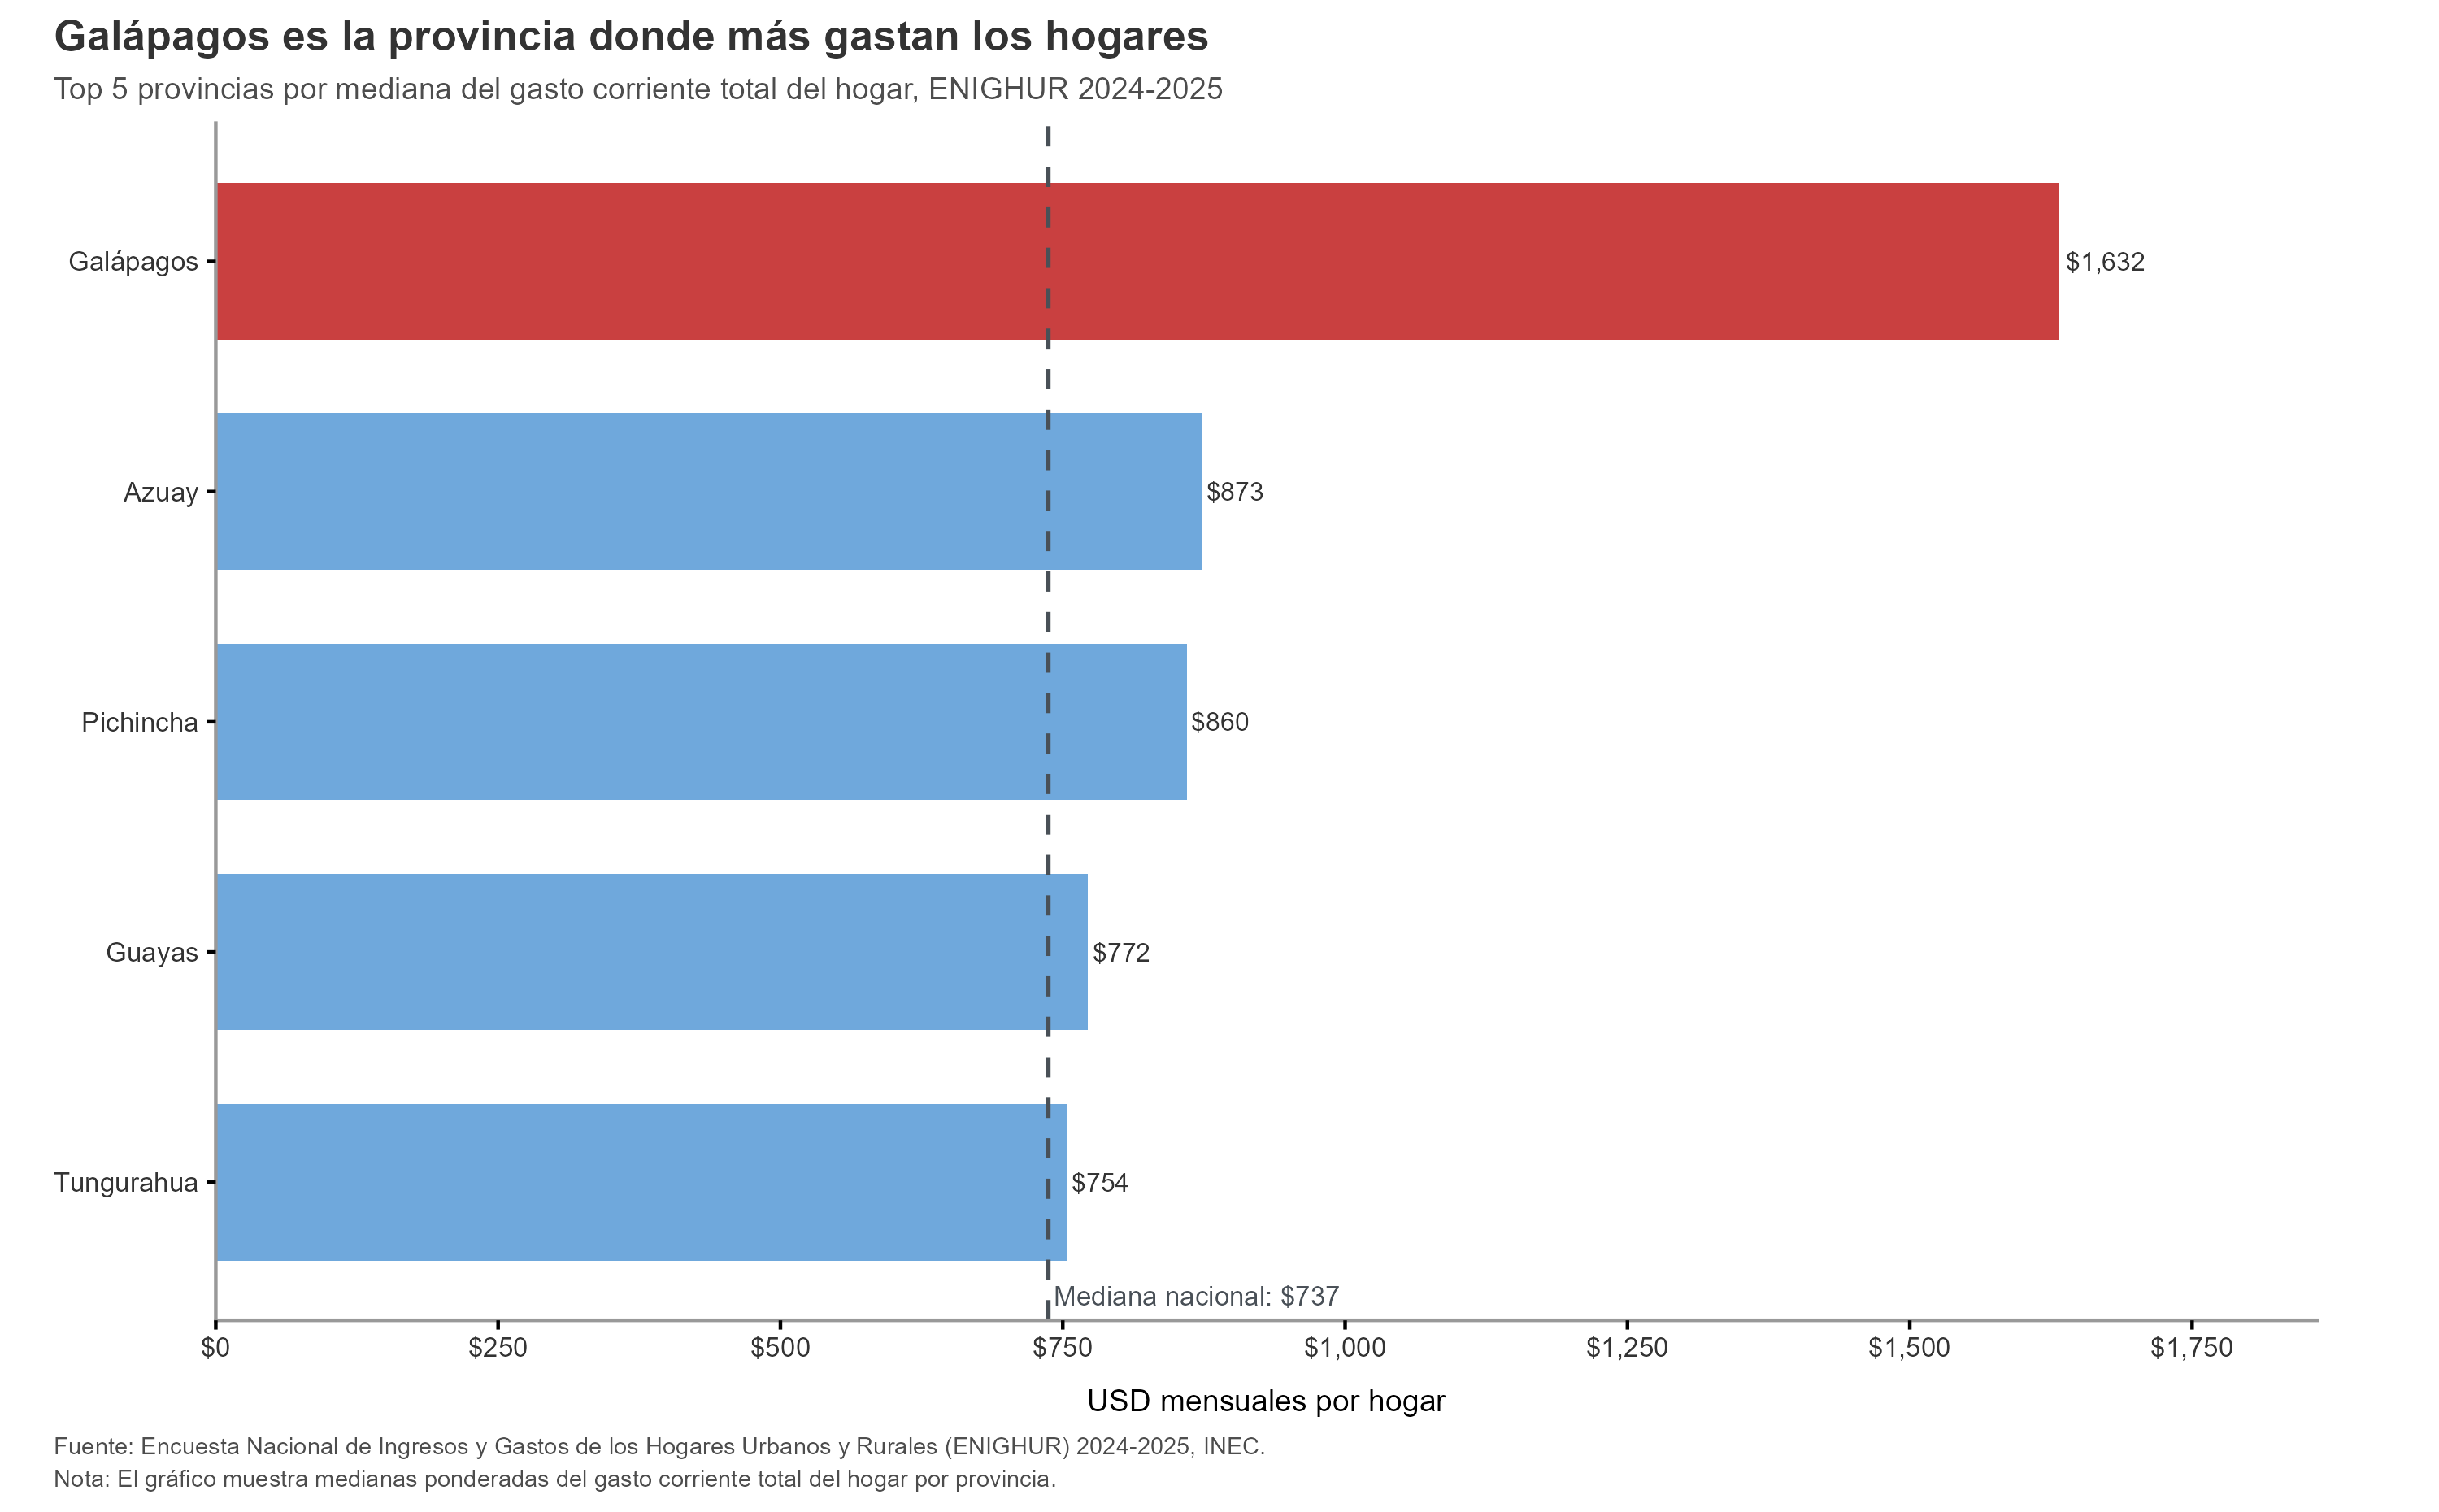 Galápagos es la provincia donde más gastan los hogares
Top 5 provincias por mediana del gasto corriente total del hogar, ENIGHUR 2024-2025
Galápagos
$1,632
Azuay
$873
Pichincha
$860
Guayas
$772
Tungurahua
$754
Mediana nacional: $737
$0 $250 $500 $750 $1,000 $1,250 $1,500 $1,750
USD mensuales por hogar
Fuente: Encuesta Nacional de Ingresos y Gastos de los Hogares Urbanos y Rurales (ENIGHUR) 2024-2025, INEC.
Nota: El gráfico muestra medianas ponderadas del gasto corriente total del hogar por provincia.